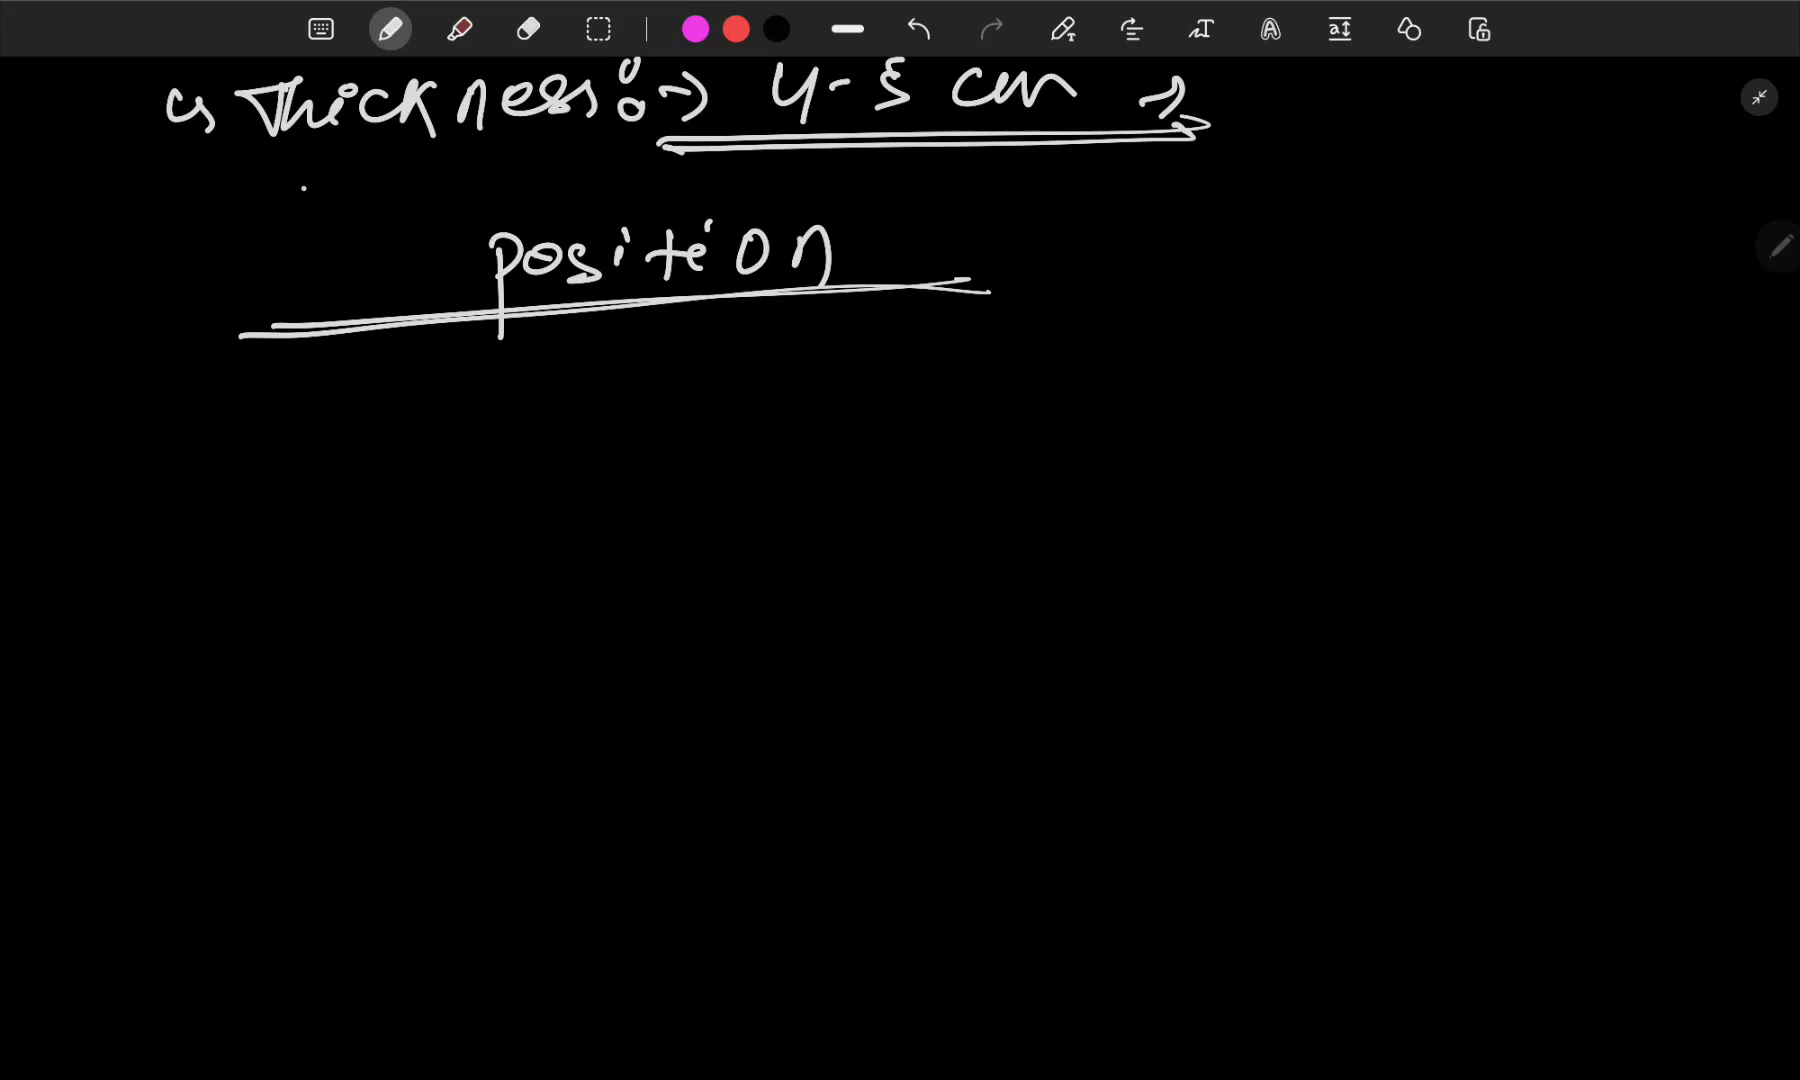 ↳ Thickness:→ 4-5 cm →
position